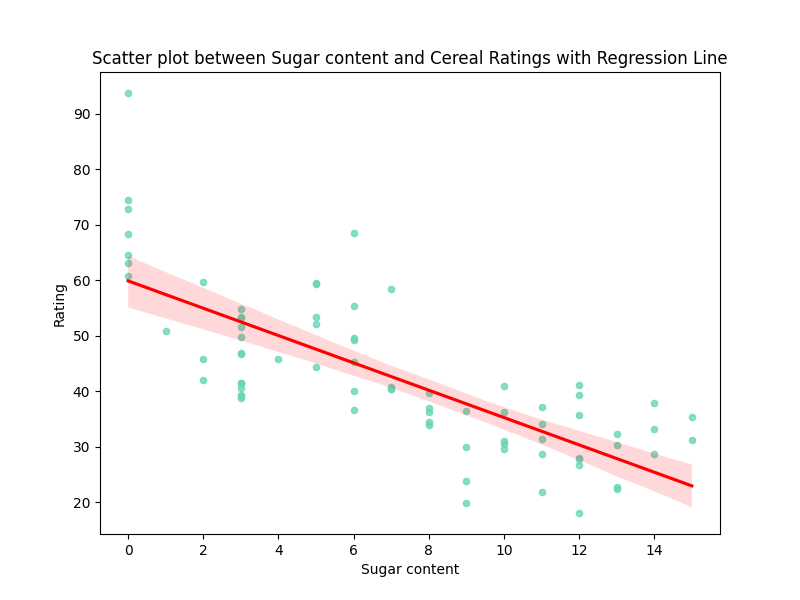 Scatter plot between Sugar content and Cereal Ratings with Regression Line
90
80
70
60
50
40
30
20
Rating
0 2 4 6 8 10 12 14
Sugar content